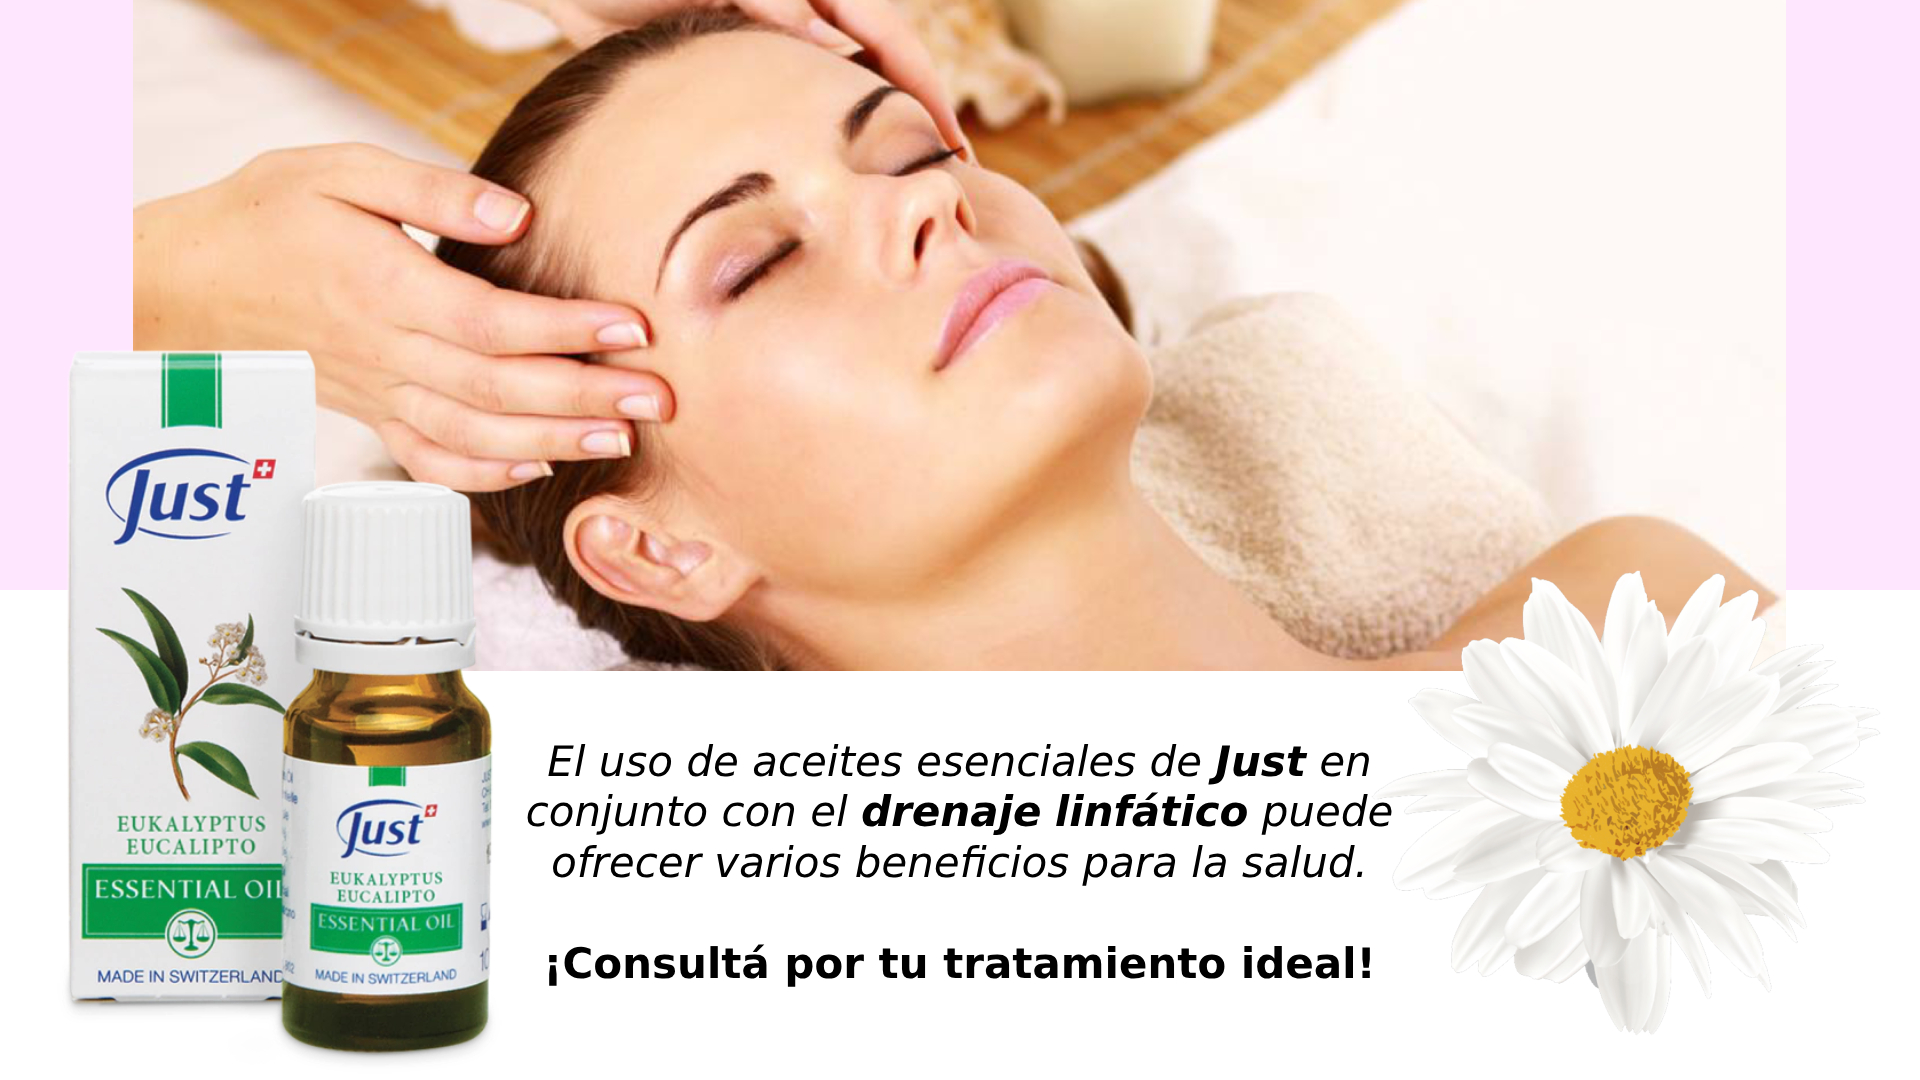 Just
EUKALYPTUS
EUCALIPTO
ESSENTIAL OIL
MADE IN SWITZERLAND
Just
EUKALYPTUS
EUCALIPTO
ESSENTIAL OIL
MADE IN SWITZERLAND
El uso de aceites esenciales de Just en
conjunto con el drenaje linfático puede
ofrecer varios beneficios para la salud.
¡Consultá por tu tratamiento ideal!